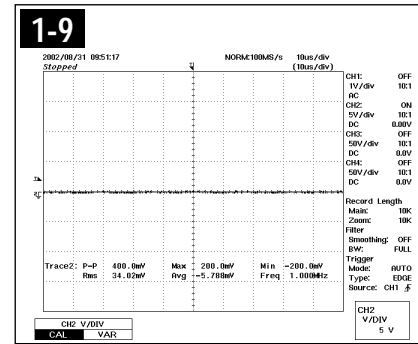 1-9
2002/08/31 09:51:17 NORM:100MS/s 10us/div
Stopped (10us/div)
CH1: OFF
1V/div 10:1
AC
CH2: ON
5V/div 10:1
DC 0.00V
CH3: OFF
50V/div 10:1
DC 0.0V
CH4: OFF
50V/div 10:1
DC 0.0V
Record Length
Main: 10K
Zoom: 10K
Filter
Smoothing: OFF
BW: FULL
Trigger
Mode: AUTO
Type: EDGE
Source: CH1
Trace2: P-P 400.0mV Max 200.0mV Min -200.0mV
Rms 34.02mV Avg -5.788mV Freq 1.000MHz
CH2 V/DIV
CAL VAR
CH2
V/DIV
5 V